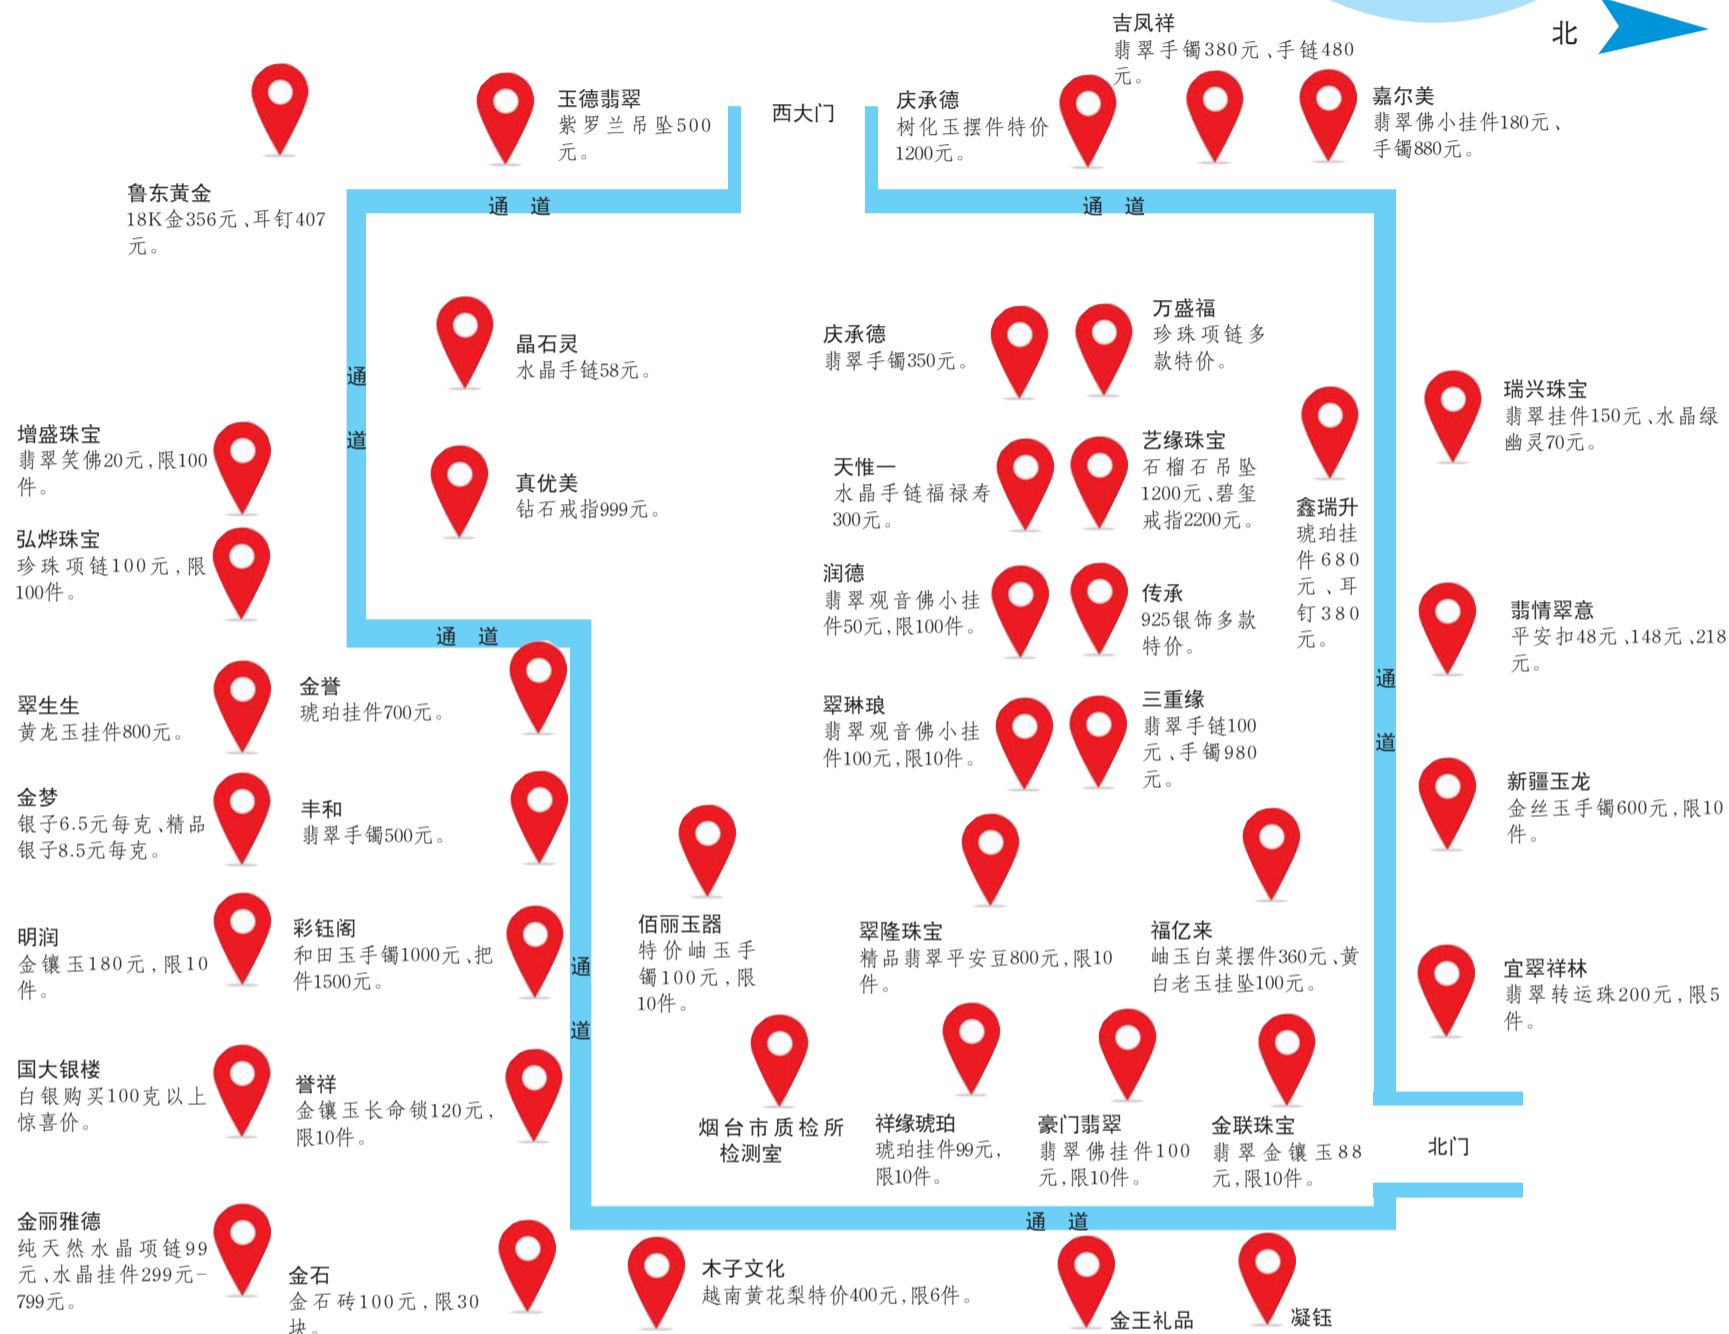 北
吉凤祥
翡翠手镯380元、手链480
元。
玉德翡翠
紫罗兰吊坠500
元。
西大门
庆承德
树化玉摆件特价
1200元。
嘉尔美
翡翠佛小挂件180元、
手镯880元。
鲁东黄金
18K金356元、耳钉407
元。
通 道
通 道
晶石灵
水晶手链58元。
庆承德
翡翠手镯350元。
万盛福
珍珠项链多
款特价。
通
道
瑞兴珠宝
翡翠挂件150元、水晶绿
幽灵70元。
增盛珠宝
翡翠笑佛20元,限100
件。
真优美
钻石戒指999元。
天惟一
水晶手链福禄寿
300元。
艺缘珠宝
石榴石吊坠
1200元、碧玺
戒指2200元。
鑫瑞升
琥珀挂
件680
元、耳
钉380
元。
弘烨珠宝
珍珠项链100元,限
100件。
润德
翡翠观音佛小挂
件50元,限100件。
传承
925银饰多款
特价。
翡情翠意
平安扣48元、148元、218
元。
通 道
通
道
翠生生
黄龙玉挂件800元。
金誉
琥珀挂件700元。
翠琳琅
翡翠观音佛小挂
件100元,限10件。
三重缘
翡翠手链100
元、手镯980
元。
金梦
银子6.5元每克、精品
银子8.5元每克。
丰和
翡翠手镯500元。
新疆玉龙
金丝玉手镯600元,限10
件。
明润
金镶玉180元,限10
件。
彩钰阁
和田玉手镯1000元、把
件1500元。
通
道
佰丽玉器
特价岫玉手
镯100元,限
10件。
翠隆珠宝
精品翡翠平安豆800元,限10
件。
福亿来
岫玉白菜摆件360元、黄
白老玉挂坠100元。
宜翠祥林
翡翠转运珠200元,限5
件。
国大银楼
白银购买100克以上
惊喜价。
誉祥
金镶玉长命锁120元,
限10件。
烟台市质检所
检测室
祥缘琥珀
琥珀挂件99元,
限10件。
豪门翡翠
翡翠佛挂件100
元,限10件。
金联珠宝
翡翠金镶玉88
元,限10件。
北门
通 道
金丽雅德
纯天然水晶项链99
元、水晶挂件299元-
799元。
金石
金石砖100元,限30
块。
木子文化
越南黄花梨特价400元,限6件。
金王礼品
凝钰